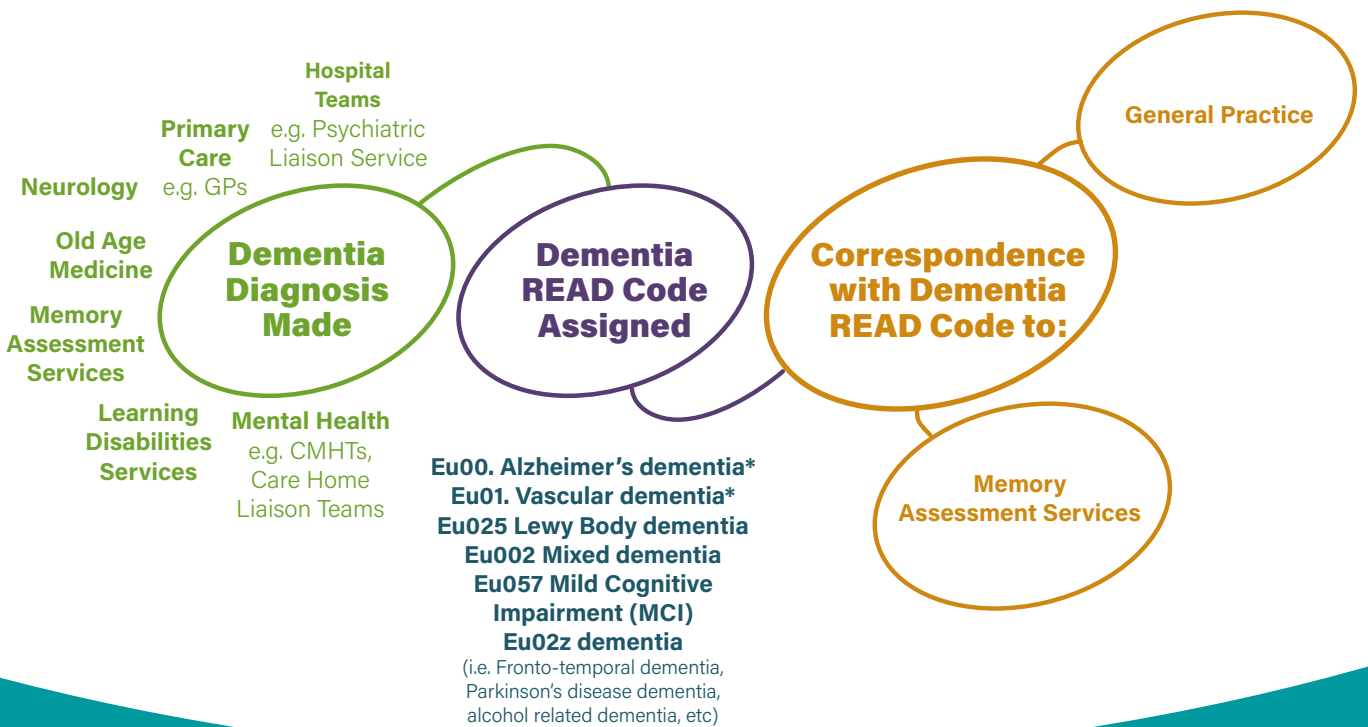 Hospital
Teams
e.g. Psychiatric
Liaison Service
Primary
Care
e.g. GPs
Neurology
Old Age
Medicine
Memory
Assessment
Services
Learning
Disabilities
Services
Mental Health
e.g. CMHTs,
Care Home
Liaison Teams
Dementia
Diagnosis
Made
Dementia
READ Code
Assigned
Eu00. Alzheimer's dementia*
Eu01. Vascular dementia*
Eu025 Lewy Body dementia
Eu002 Mixed dementia
Eu057 Mild Cognitive
Impairment (MCI)
Eu02z dementia
(i.e. Fronto-temporal dementia,
Parkinson's disease dementia,
alcohol related dementia, etc)
Correspondence
with Dementia
READ Code to:
General Practice
Memory
Assessment Services